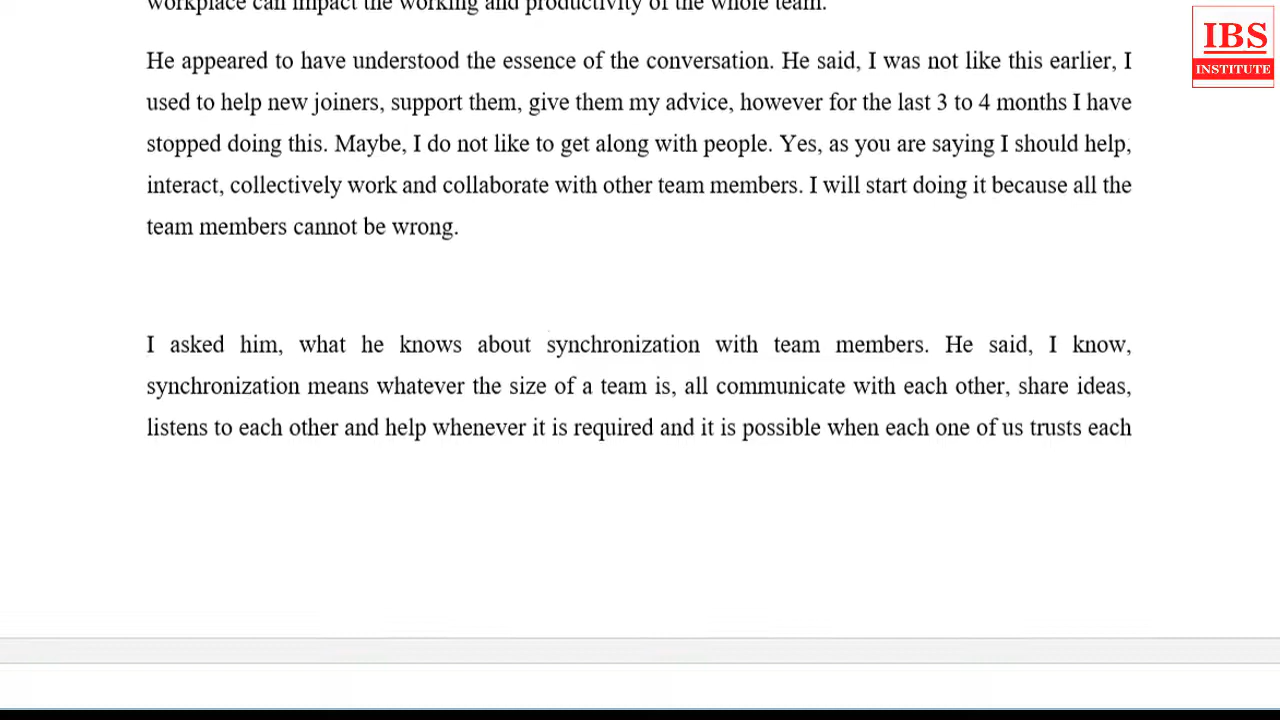 workplace can impact the working and productivity of the whole team.
IBS
INSTITUTE
He appeared to have understood the essence of the conversation. He said, I was not like this earlier, I
used to help new joiners, support them, give them my advice, however for the last 3 to 4 months I have
stopped doing this. Maybe, I do not like to get along with people. Yes, as you are saying I should help,
interact, collectively work and collaborate with other team members. I will start doing it because all the
team members cannot be wrong.
I asked him, what he knows about synchronization with team members. He said, I know,
synchronization means whatever the size of a team is, all communicate with each other, share ideas,
listens to each other and help whenever it is required and it is possible when each one of us trusts each